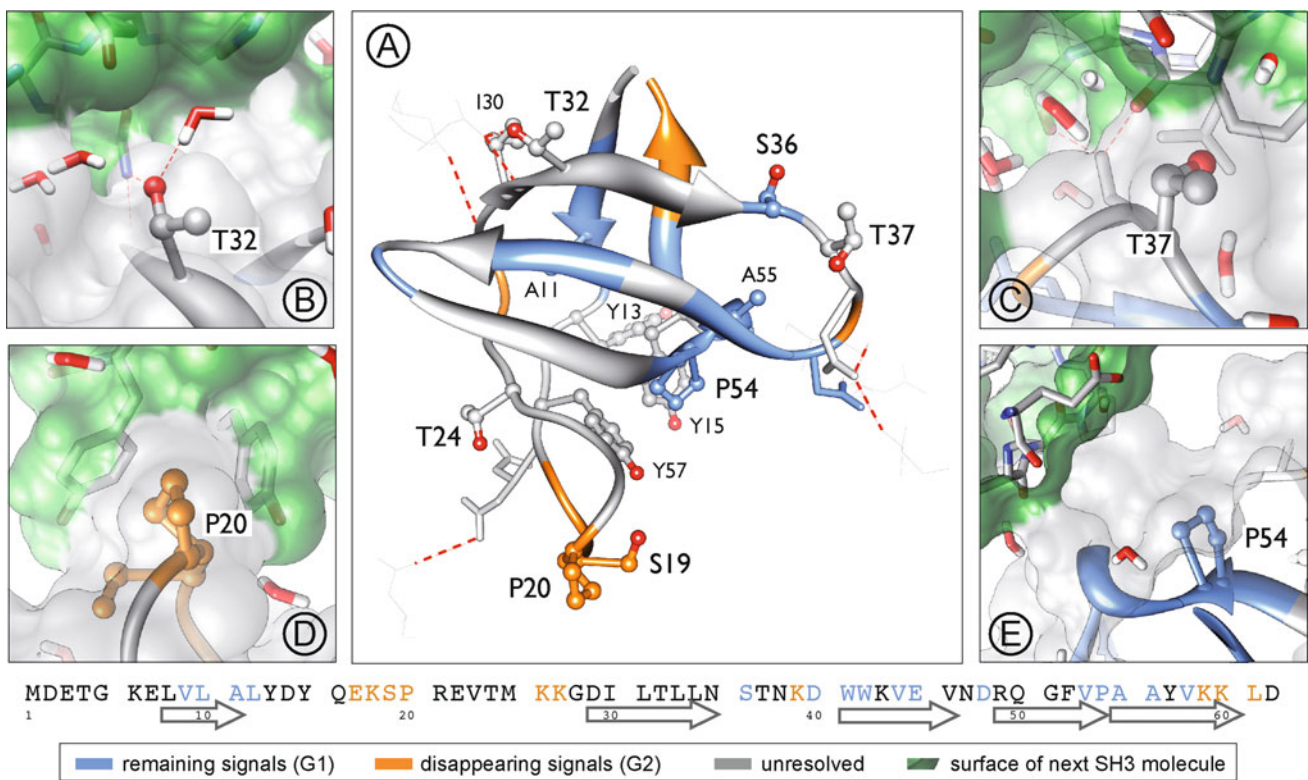 A
I30
T32
S36
T37
A11
Y13
A55
P54
T24
Y15
Y57
S19
P20
T32
B
T37
C
P20
D
P54
E
MDETG KELVL ALYDY QEKSP REVTM KKGDI LTLLN STNKD WWKVE VNDRQ GFVPA AYVKK LD
1 10 20 30 40 50 60
remaining signals (G1) disappearing signals (G2) unresolved surface of next SH3 molecule